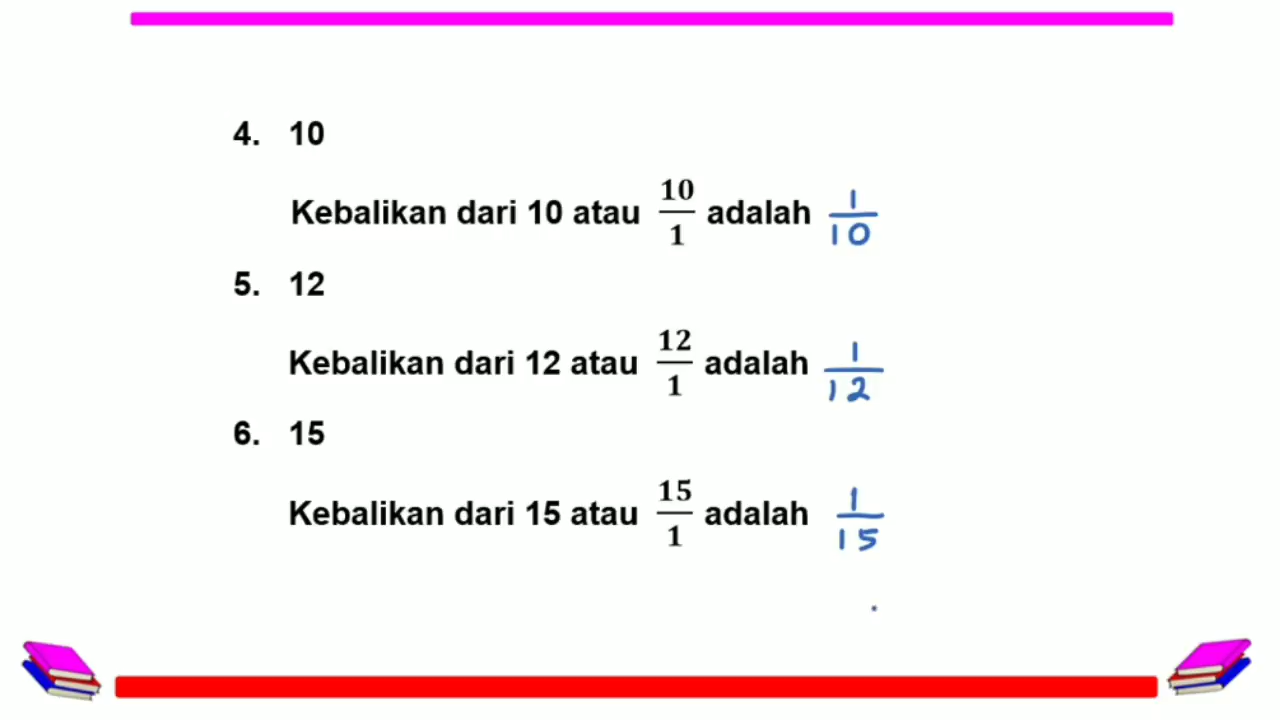 4. 10
Kebalikan dari 10 atau 10/1 adalah 1/10
5. 12
Kebalikan dari 12 atau 12/1 adalah 1/12
6. 15
Kebalikan dari 15 atau 15/1 adalah 1/15